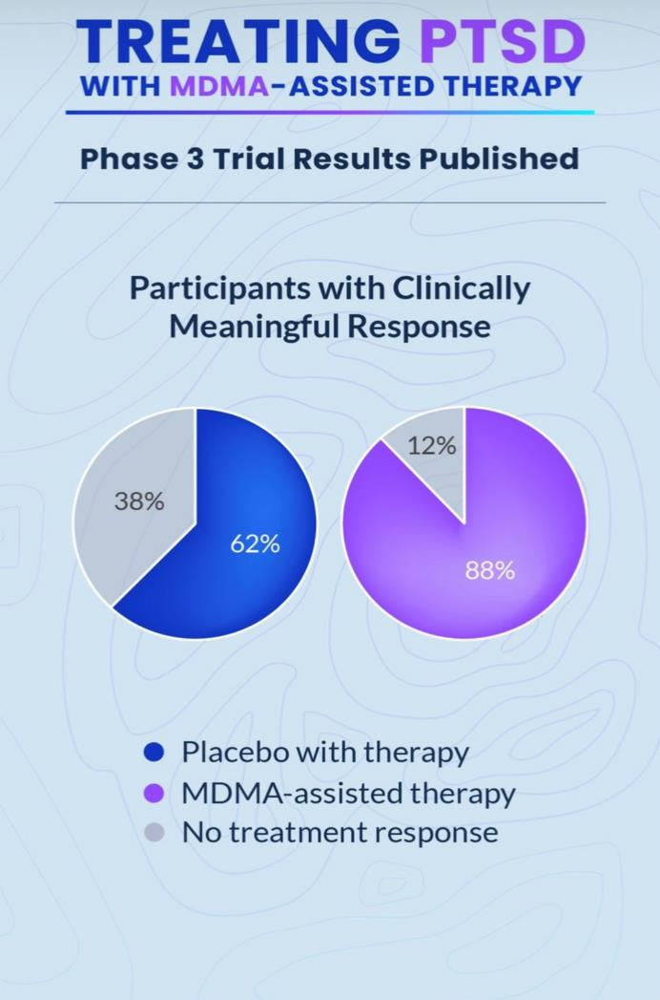 TREATING PTSD
WITH MDMA-ASSISTED THERAPY
Phase 3 Trial Results Published
Participants with Clinically
Meaningful Response
38%
62%
12%
88%
Placebo with therapy
MDMA-assisted therapy
No treatment response